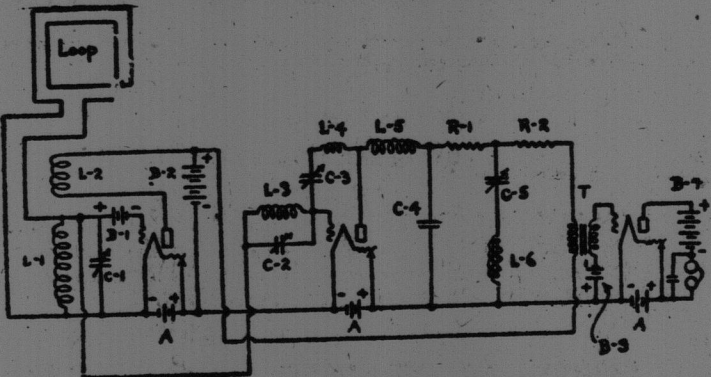 Loop
L-4
L-5
R-1
R-2
L-2
B-2
+
-
L-3
C-3
C-4
C-5
T
B-4
+
-
+
-
B-1
L-1
C-1
C-2
L-6
+
-
-
+
A
-
+
A
-
+
A
B-3